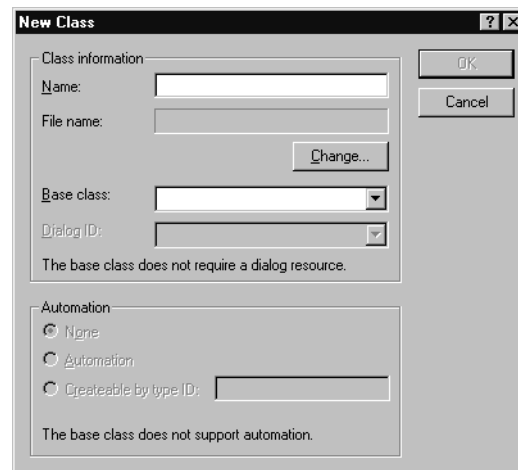 New Class
Class information
Name:
File name:
Change...
Base class:
Dialog ID:
The base class does not require a dialog resource.
OK
Cancel
Automation
None
Automation
Createable by type ID:
The base class does not support automation.